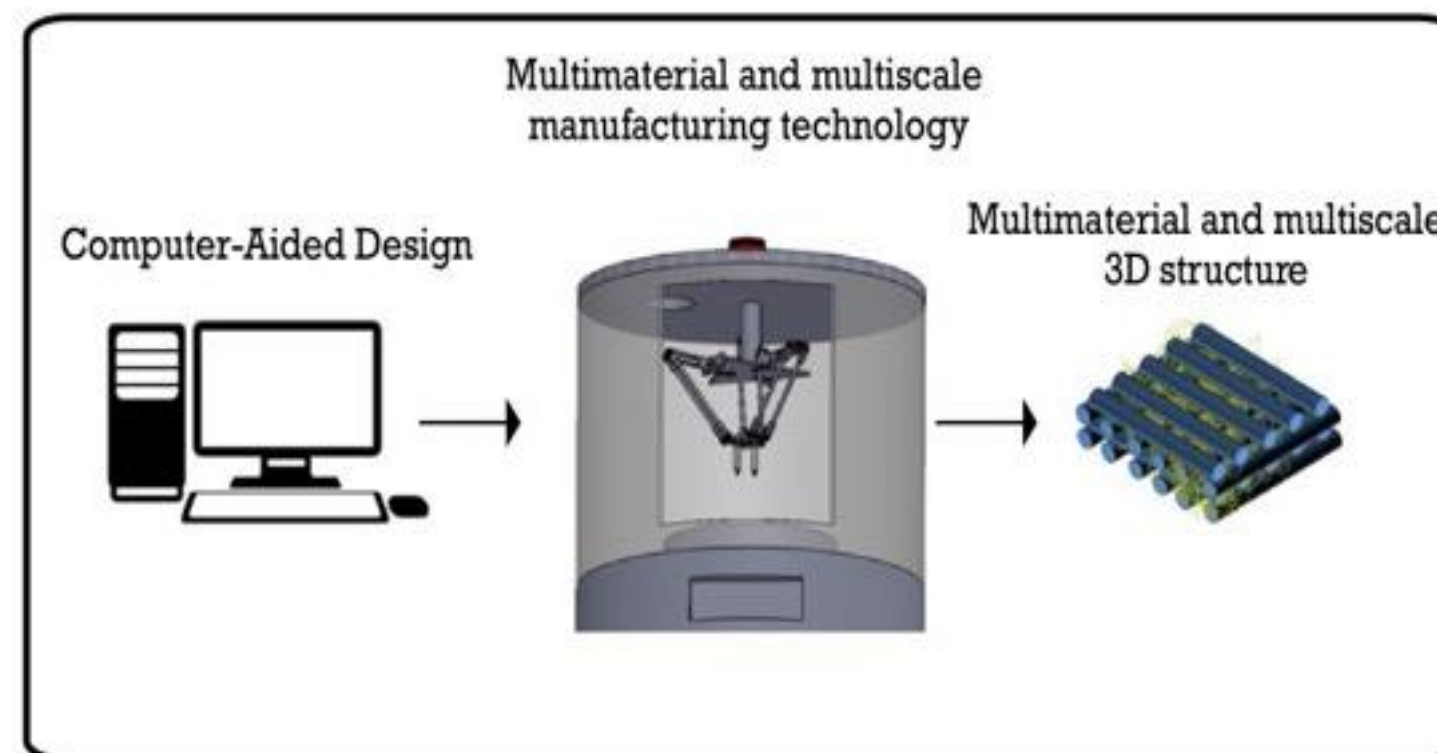 Multimaterial and multiscale
manufacturing technology
Computer-Aided Design
Multimaterial and multiscale
3D structure